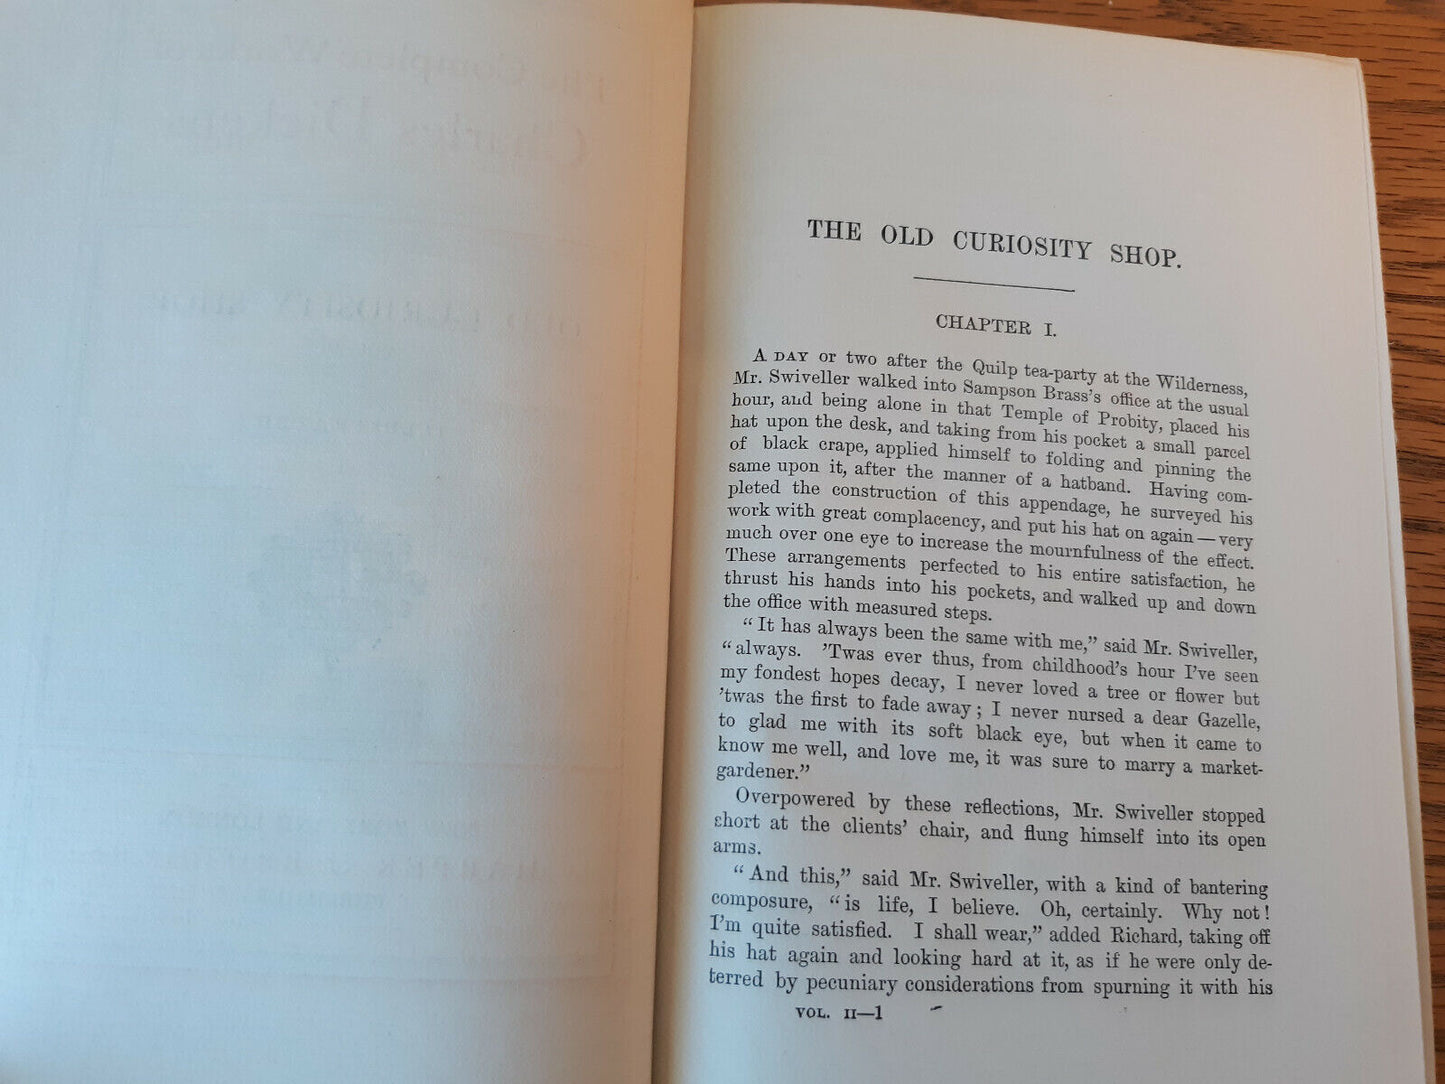 THE OLD CURIOSITY SHOP.
CHAPTER I.
A DAY or two after the Quilp tea-party at the Wilderness,
Mr. Swiveller walked into Sampson Brass's office at the usual
hour, and being alone in that Temple of Probity, placed his
hat upon the desk, and taking from his pocket a small parcel
of black crape, applied himself to folding and pinning the
same upon it, after the manner of a hatband. Having com-
pleted the construction of this appendage, he surveyed his
work with great complacency, and put his hat on again—very
much over one eye to increase the mournfulness of the effect.
These arrangements perfected to his entire satisfaction, he
thrust his hands into his pockets, and walked up and down
the office with measured steps.
"It has always been the same with me," said Mr. Swiveller,
"always. 'Twas ever thus, from childhood's hour I've seen
my fondest hopes decay, I never loved a tree or flower but
'twas the first to fade away; I never nursed a dear Gazelle,
to glad me with its soft black eye, but when it came to
know me well, and love me, it was sure to marry a market-
gardener."
Overpowered by these reflections, Mr. Swiveller stopped
short at the clients' chair, and flung himself into its open
arms.
"And this," said Mr. Swiveller, with a kind of bantering
composure, "is life, I believe. Oh, certainly. Why not!
I'm quite satisfied. I shall wear," added Richard, taking off
his hat again and looking hard at it, as if he were only de-
terred by pecuniary considerations from spurning it with his
VOL. II—1